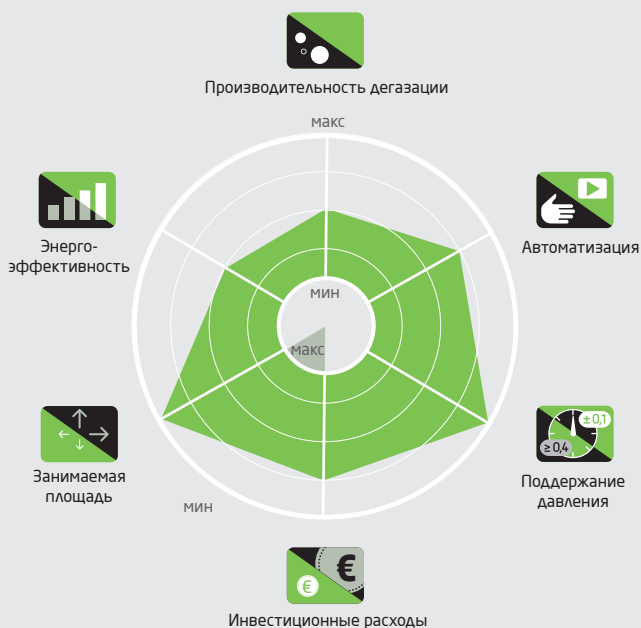 Производительность дегазации
макс
Энерго-
эффективность
Автоматизация
мин
макс
±0,1
≥0,4
Занимаемая
площадь
Поддержание
давления
мин
€
€
Инвестиционные расходы